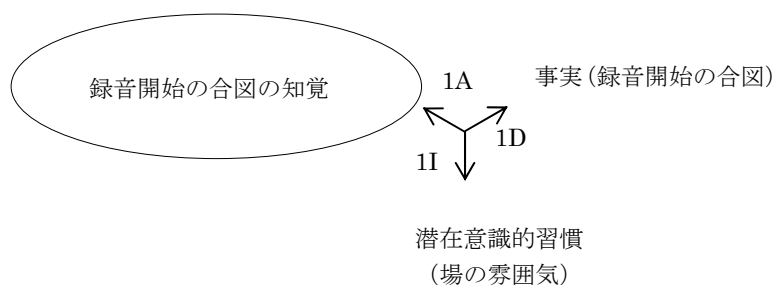 録音開始の合図の知覚
1A
事実(録音開始の合図)
1D
1I
潜在意識的習慣
(場の雰囲気)